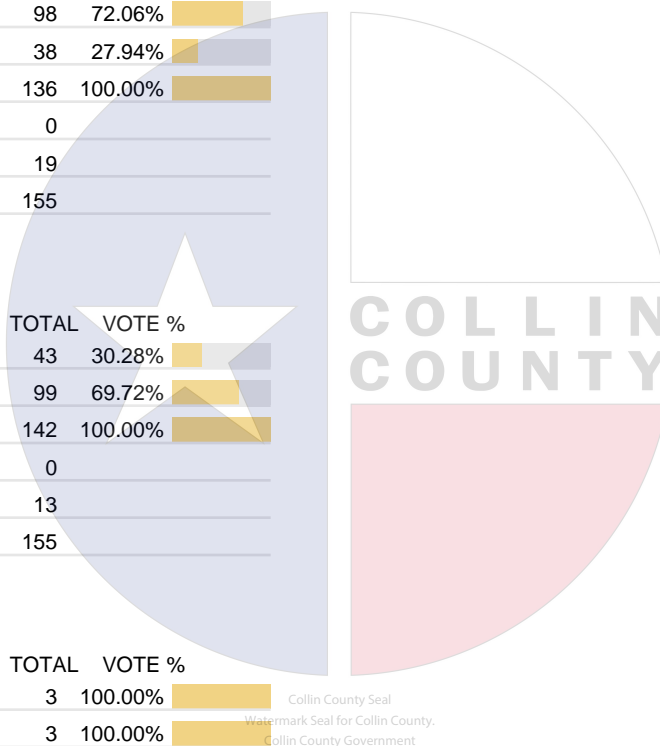 98 72.06%
38 27.94%
136 100.00%
0
19
155
TOTAL VOTE %
43 30.28%
99 69.72%
142 100.00%
0
13
155
COLLIN
COUNTY
TOTAL VOTE %
3 100.00%
3 100.00%
Collin County Seal
Watermark Seal for Collin County.
Collin County Government